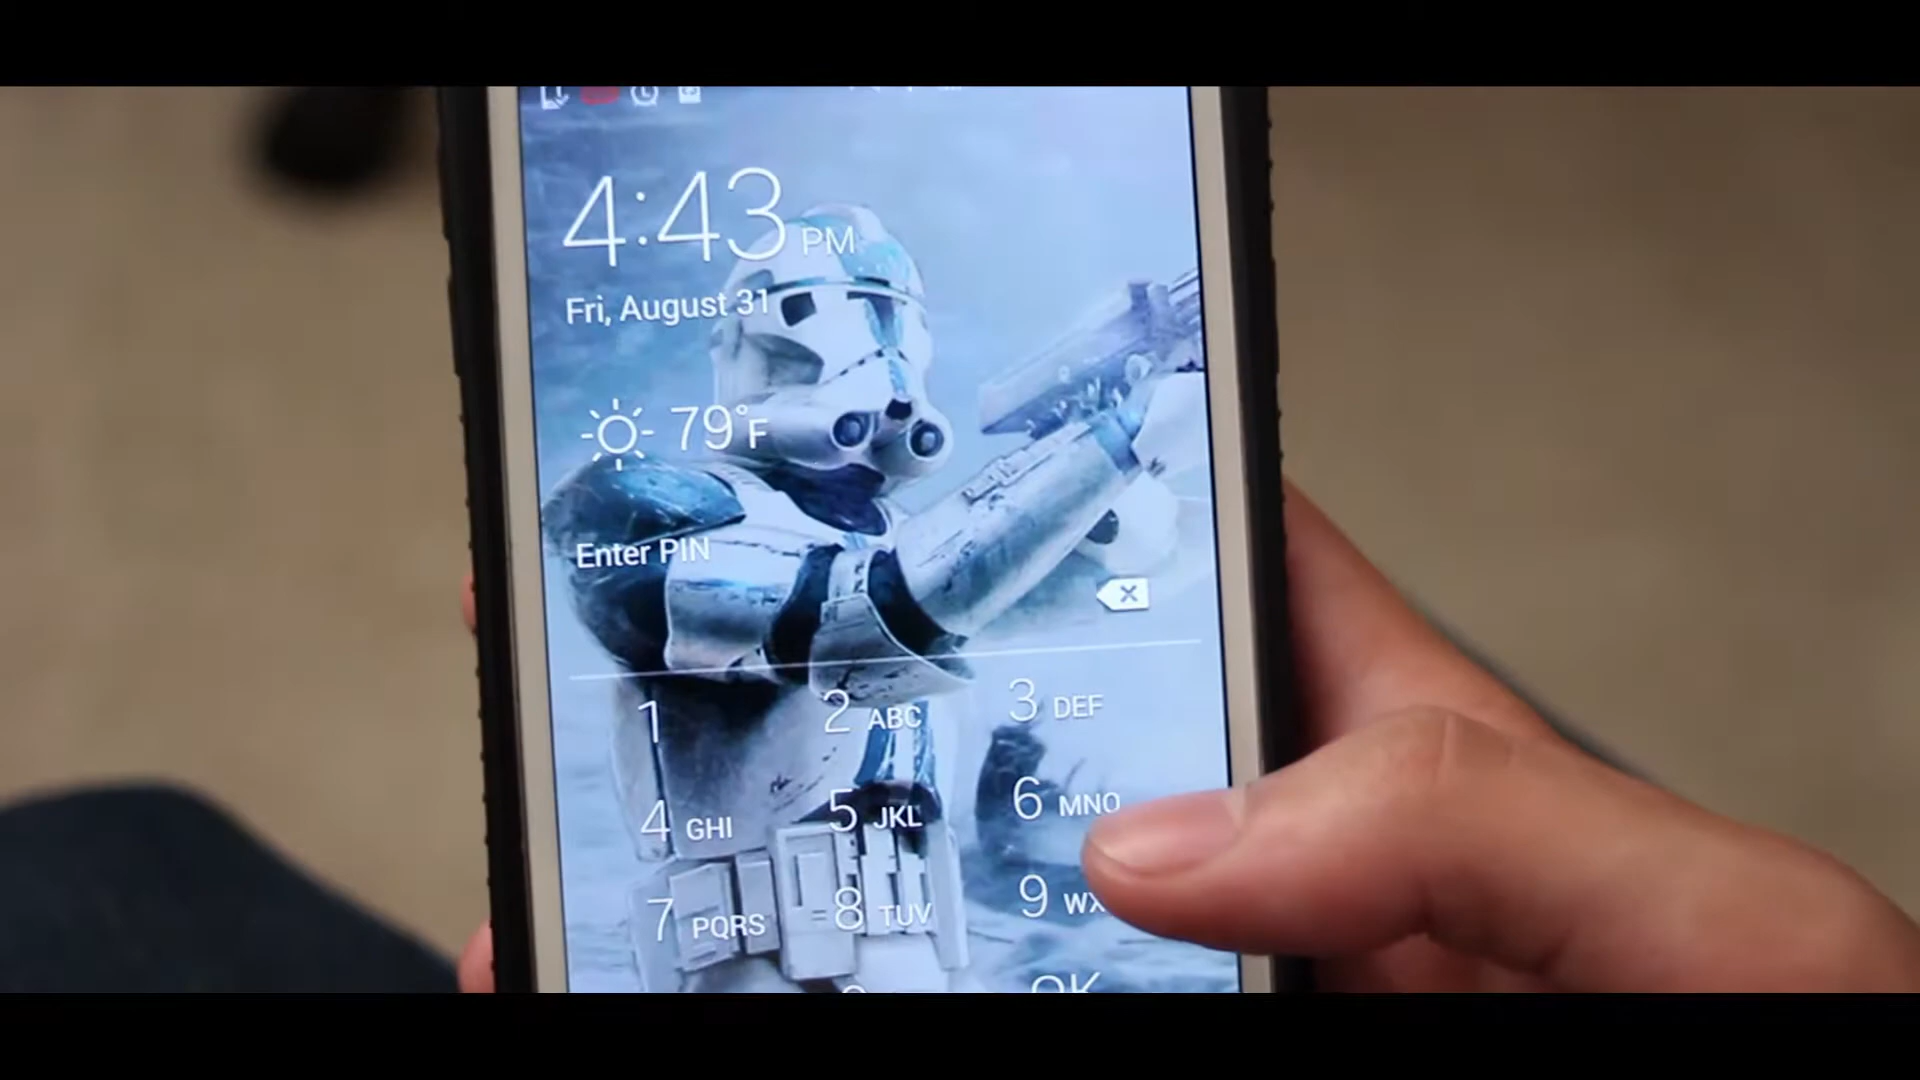 4:43 PM
Fri, August 31
79°F
Enter PIN
1
2 ABC
3 DEF
4 GHI
5 JKL
6 MNO
7 PQRS
8 TUV
9
OK